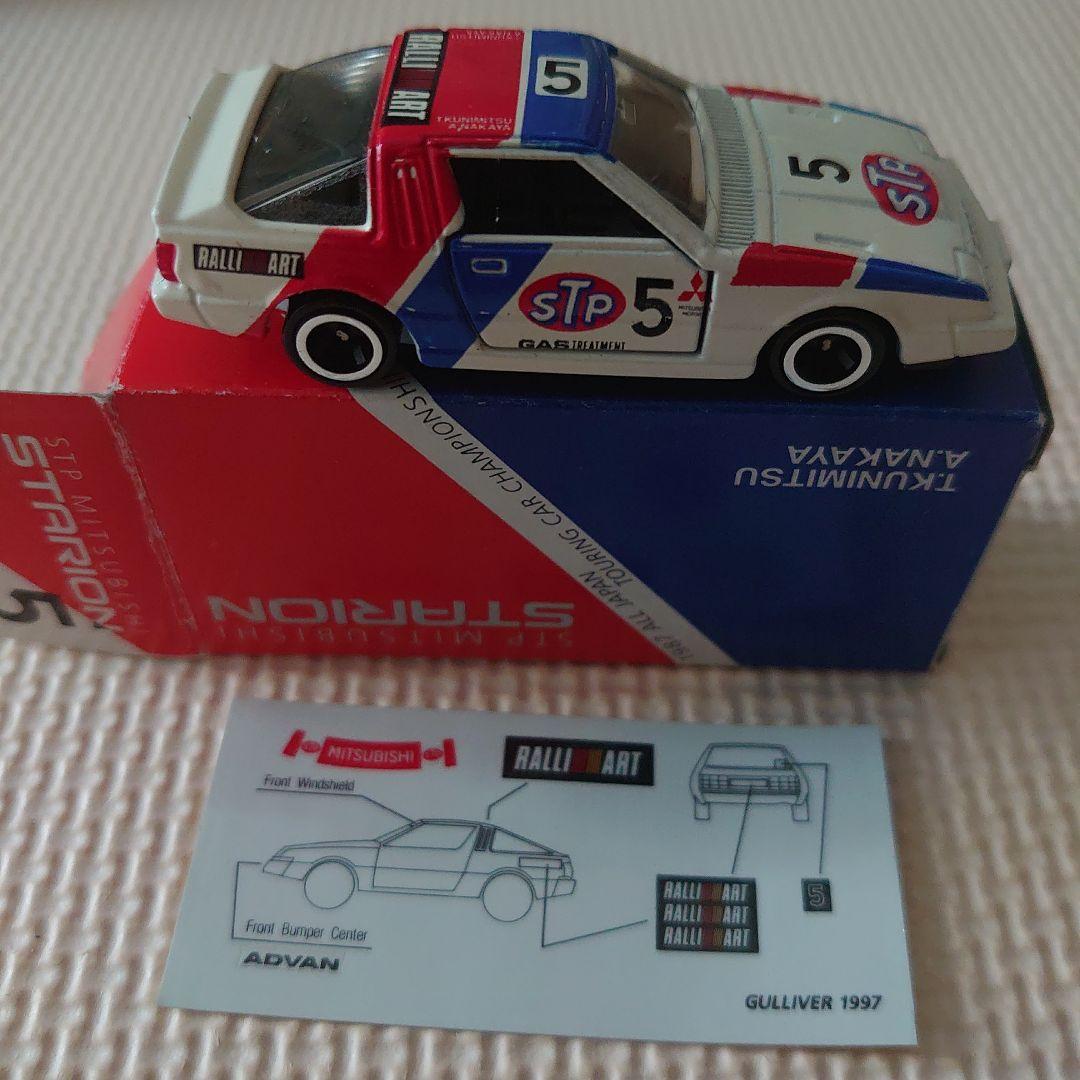 RALLI ART
T.KUNIMITSU
A.NAKAYA
5
5
STP
RALLI ART
STP
5
GAS TREATMENT
STP MITSUBISHI
STARION
5
T.KUNIMITSU
A.NAKAYA
1987 ALL JAPAN
TOURING CAR CHAMPIONSHI
STP MITSUBISHI
STARION
MITSUBISHI
RALLI ART
Front Windshield
RALLI ART
RALLI ART
RALLI ART
5
Front Bumper Center
ADVAN
GULLIVER 1997